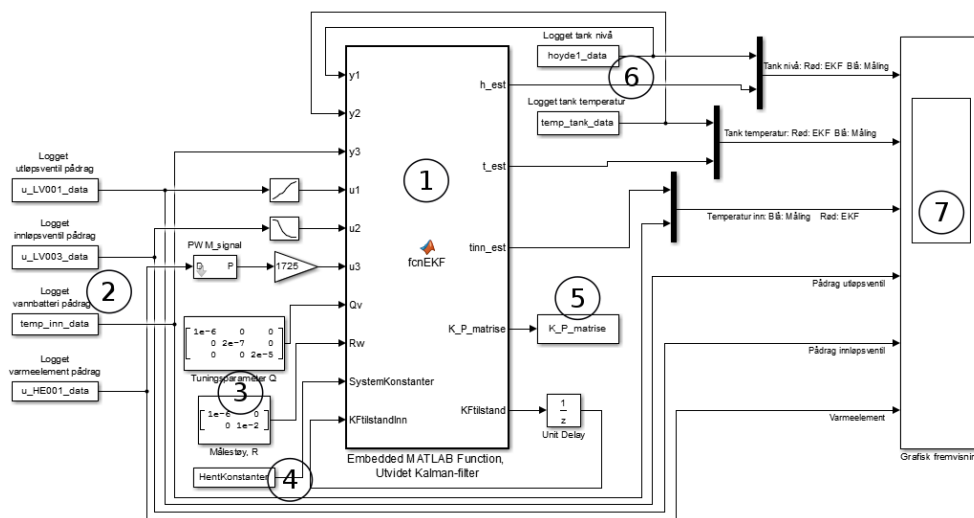 Logget
utløpsventil pådrag
u_LV001_data
Logget
innløpsventil pådrag
u_LV003_data
2
Logget
vannbatteri pådrag
temp_inn_data
Logget
varmeelement pådrag
u_HE001_data
PWM_signal
D P
1725
1e-6 0 0
0 2e-7 0
0 0 2e-5
Tuningsparameter Q
3
1e-6 0
0 1e-2
Målestøy, R
HentKonstanter
4
y1
y2
y3
u1
u2
u3
Qv
Rw
SystemKonstanter
KFtilstandInn
1
fcnEKF
h_est
t_est
tinn_est
K_P_matrise
KFtilstand
Embedded MATLAB Function,
Utvidet Kalman-filter
Logget tank nivå
hoyde1_data
6
Logget tank temperatur
temp_tank_data
5
K_P_matrise
1
z
Unit Delay
Tank nivå: Rød: EKF Blå: Måling
Tank temperatur: Rød: EKF Blå: Måling
Temperatur inn: Blå: Måling Rød: EKF
Pådrag utløpsventil
Pådrag innløpsventil
Varmeelement
7
Grafisk fremvisning